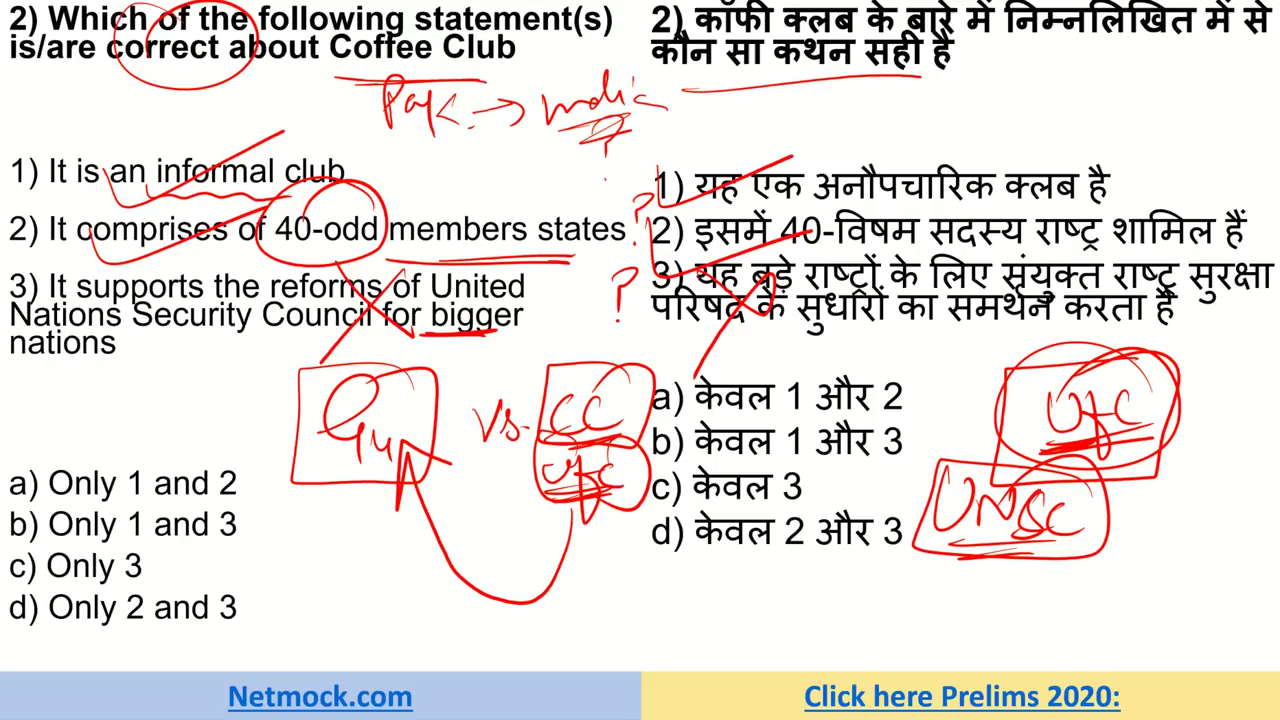 2) Which of the following statement(s)
is/are correct about Coffee Club
Pak → India
?
1) It is an informal club
2) It comprises of 40-odd members states
3) It supports the reforms of United
Nations Security Council for bigger
nations
G4 Vs. CC
UfC
a) Only 1 and 2
b) Only 1 and 3
c) Only 3
d) Only 2 and 3
2) कॉफी क्लब के बारे में निम्नलिखित में से
कौन सा कथन सही है
1) यह एक अनौपचारिक क्लब है
? 2) इसमें 40-विषम सदस्य राष्ट्र शामिल हैं
? 3) यह बड़े राष्ट्रों के लिए संयुक्त राष्ट्र सुरक्षा
परिषद के सुधारों का समर्थन करता है
a) केवल 1 और 2
b) केवल 1 और 3
c) केवल 3
d) केवल 2 और 3
UfC
UNSC
Netmock.com
Click here Prelims 2020: